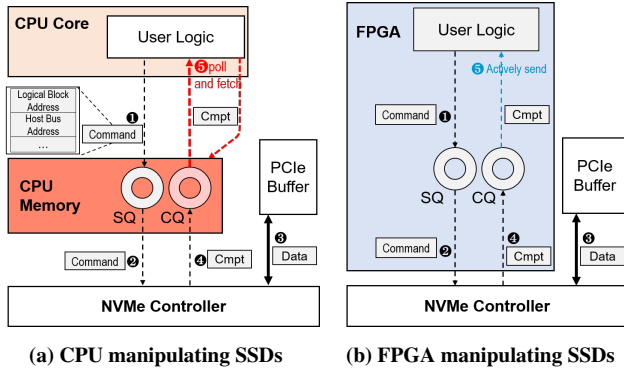 CPU Core
User Logic
❺poll
and fetch
Logical Block
Address
Host Bus
Address
...
❶
Command
Cmpt
CPU
Memory
SQ
CQ
PCIe
Buffer
Command
❷
❹
Cmpt
❸
Data
NVMe Controller
(a) CPU manipulating SSDs
FPGA
User Logic
❺ Actively send
Command
❶
Cmpt
SQ
CQ
PCIe
Buffer
Command
❷
❹
Cmpt
❸
Data
NVMe Controller
(b) FPGA manipulating SSDs